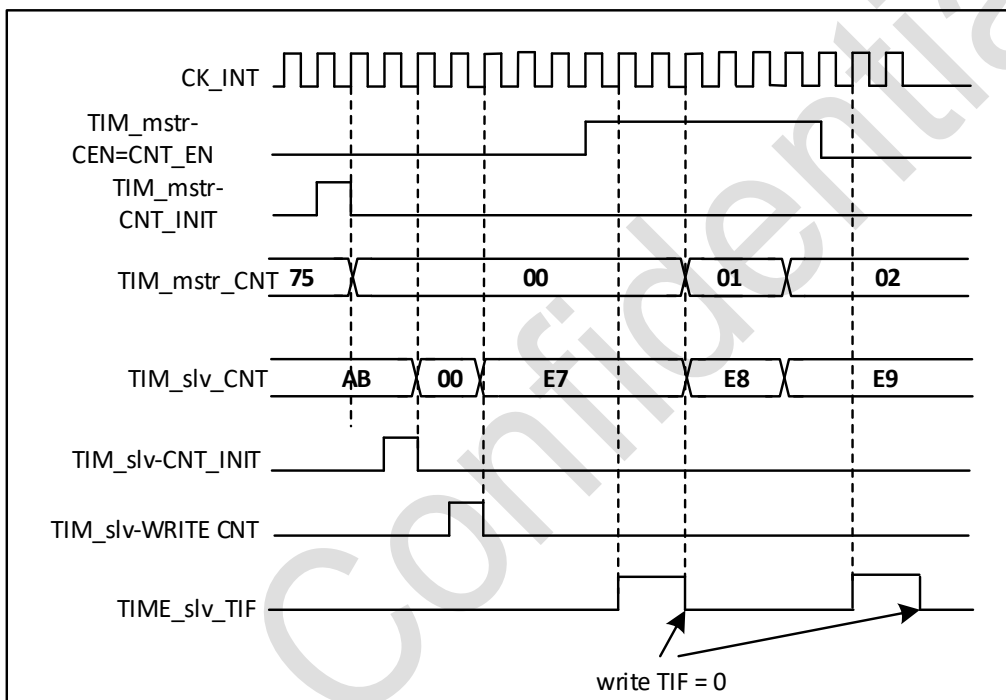 CK_INT
TIM_mstr-
CEN=CNT_EN
TIM_mstr-
CNT_INIT
TIM_mstr_CNT 75 00 01 02
TIM_slv_CNT AB 00 E7 E8 E9
TIM_slv-CNT_INIT
TIM_slv-WRITE CNT
TIME_slv_TIF
write TIF = 0
Confidentia